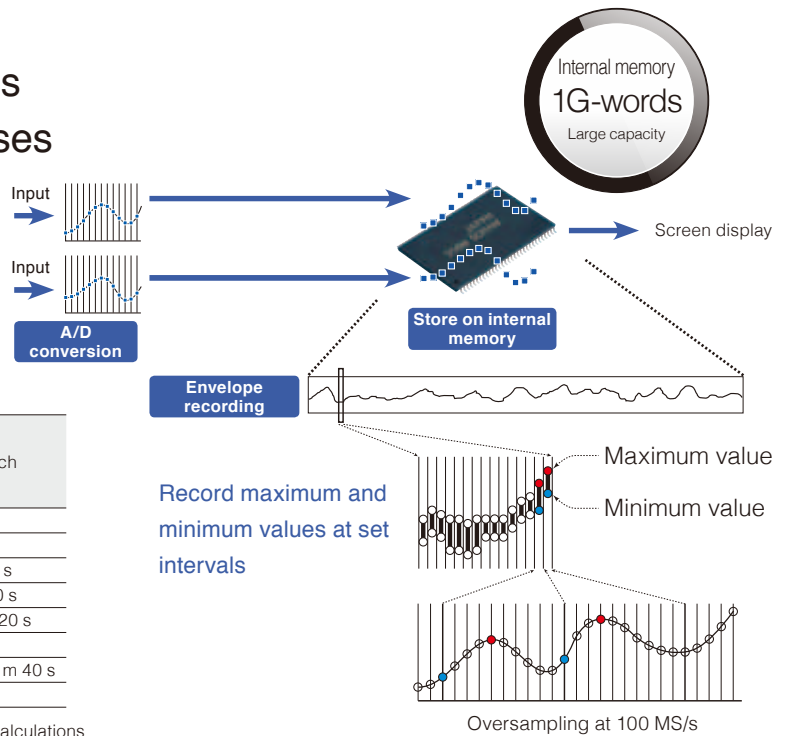 s
ses
Internal memory
1G-words
Large capacity
Input
Input
Screen display
A/D
conversion
Store on internal
memory
Envelope
recording
ch
s
0 s
20 s
m 40 s
alculations
Record maximum and
minimum values at set
intervals
Maximum value
Minimum value
Oversampling at 100 MS/s